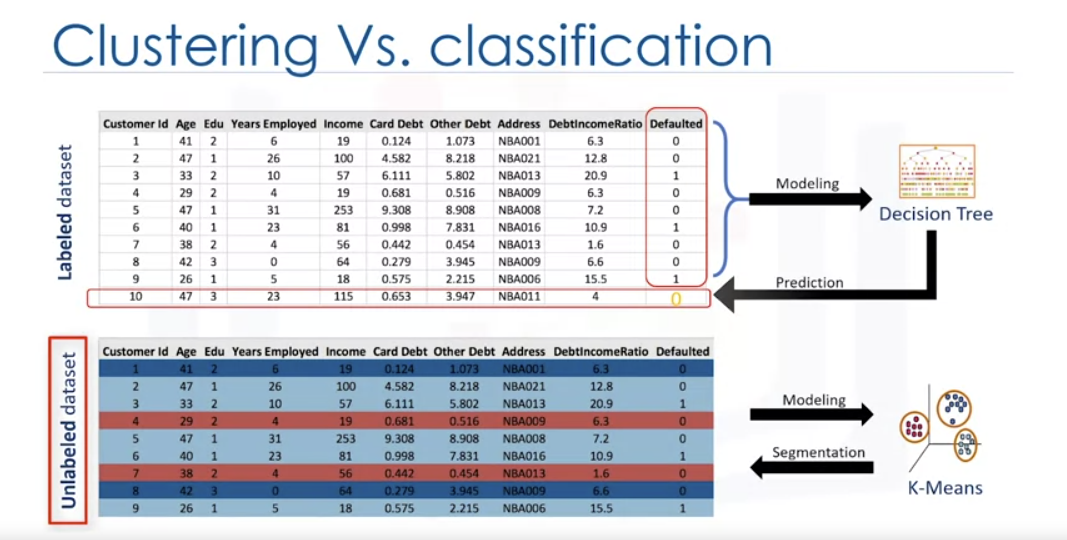 Clustering Vs. classification
Labeled dataset
Customer Id Age Edu Years Employed Income Card Debt Other Debt Address DebtIncomeRatio Defaulted
1 41 2 6 19 0.124 1.073 NBA001 6.3 0
2 47 1 26 100 4.582 8.218 NBA021 12.8 0
3 33 2 10 57 6.111 5.802 NBA013 20.9 1
4 29 2 4 19 0.681 0.516 NBA009 6.3 0
5 47 1 31 253 9.308 8.908 NBA008 7.2 0
6 40 1 23 81 0.998 7.831 NBA016 10.9 1
7 38 2 4 56 0.442 0.454 NBA013 1.6 0
8 42 3 0 64 0.279 3.945 NBA009 6.6 0
9 26 1 5 18 0.575 2.215 NBA006 15.5 1
10 47 3 23 115 0.653 3.947 NBA011 4 0
Modeling
Decision Tree
Prediction
Unlabeled dataset
Customer Id Age Edu Years Employed Income Card Debt Other Debt Address DebtIncomeRatio Defaulted
1 41 2 6 19 0.124 1.073 NBA001 6.3 0
2 47 1 26 100 4.582 8.218 NBA021 12.8 0
3 33 2 10 57 6.111 5.802 NBA013 20.9 1
4 29 2 4 19 0.681 0.516 NBA009 6.3 0
5 47 1 31 253 9.308 8.908 NBA008 7.2 0
6 40 1 23 81 0.998 7.831 NBA016 10.9 1
7 38 2 4 56 0.442 0.454 NBA013 1.6 0
8 42 3 0 64 0.279 3.945 NBA009 6.6 0
9 26 1 5 18 0.575 2.215 NBA006 15.5 1
Modeling
Segmentation
K-Means